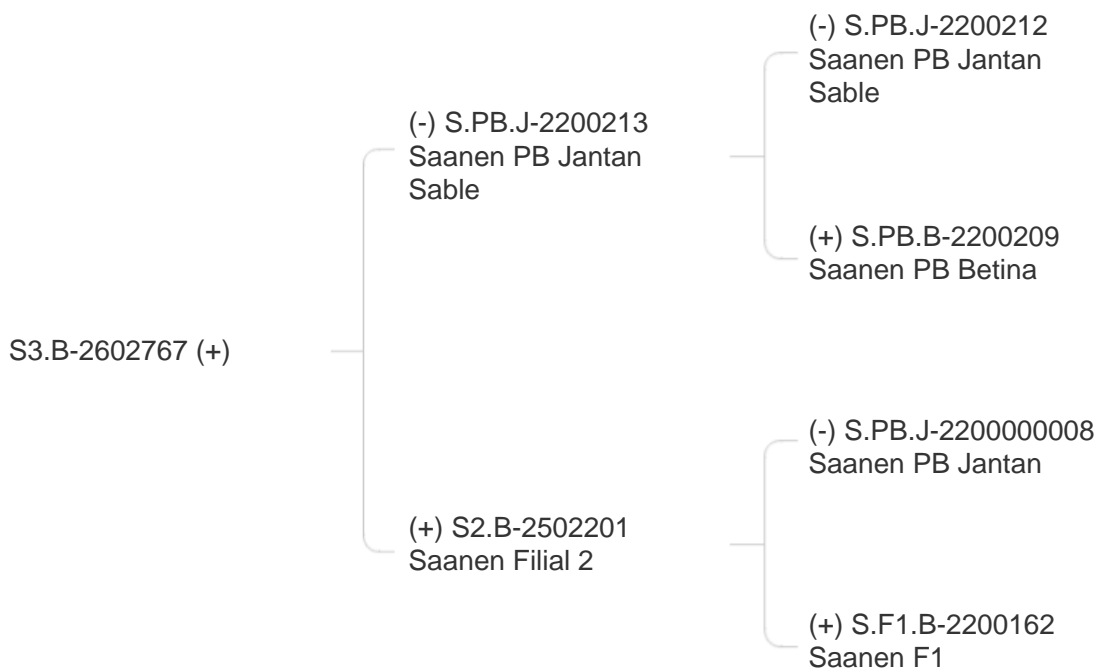 (-) S.PB.J-2200212
Saanen PB Jantan
Sable
(-) S.PB.J-2200213
Saanen PB Jantan
Sable
(+) S.PB.B-2200209
Saanen PB Betina
S3.B-2602767 (+)
(-) S.PB.J-2200000008
Saanen PB Jantan
(+) S2.B-2502201
Saanen Filial 2
(+) S.F1.B-2200162
Saanen F1